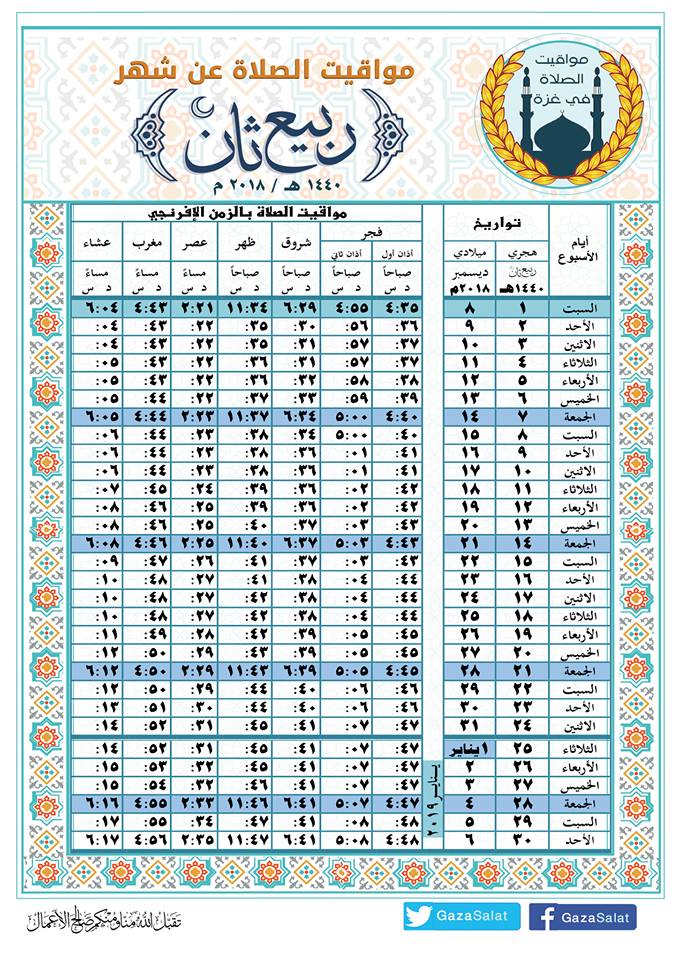 مواقيت الصلاة في غزة
مواقيت الصلاة عن شهر
ربيع ثان
١٤٤٠ هـ / ٢٠١٨ م
أيام الأسبوع تواريخ مواقيت الصلاة بالزمن الإفرنجي
هجري ميلادي فجر شروق ظهر عصر مغرب عشاء
أذان أول أذان ثاني
ربيع ثان ديسمبر صباحاً صباحاً صباحاً صباحاً مساءً مساءً مساءً
١٤٤٠هـ ٢٠١٨م د س د س د س د س د س د س د س
السبت ١ ٨ ٤:٣٥ ٤:٥٥ ٦:٢٩ ١١:٣٤ ٢:٢١ ٤:٤٣ ٦:٠٤
الأحد ٢ ٩ :٣٦ :٥٦ :٣٠ :٣٥ :٢٢ :٤٣ :٠٤
الاثنين ٣ ١٠ :٣٧ :٥٧ :٣١ :٣٥ :٢٢ :٤٣ :٠٤
الثلاثاء ٤ ١١ :٣٧ :٥٧ :٣١ :٣٦ :٢٢ :٤٣ :٠٥
الأربعاء ٥ ١٢ :٣٨ :٥٨ :٣٢ :٣٦ :٢٢ :٤٣ :٠٥
الخميس ٦ ١٣ :٣٩ :٥٩ :٣٣ :٣٧ :٢٢ :٤٤ :٠٥
الجمعة ٧ ١٤ ٤:٤٠ ٥:٠٠ ٦:٣٤ ١١:٣٧ ٢:٢٣ ٤:٤٤ ٦:٠٥
السبت ٨ ١٥ :٤٠ ٥:٠٠ :٣٤ :٣٨ :٢٣ :٤٤ :٠٦
الأحد ٩ ١٦ :٤١ :٠١ :٣٥ :٣٨ :٢٣ :٤٤ :٠٦
الاثنين ١٠ ١٧ :٤١ :٠١ :٣٦ :٣٨ :٢٣ :٤٤ :٠٦
الثلاثاء ١١ ١٨ :٤٢ :٠٢ :٣٦ :٣٩ :٢٤ :٤٥ :٠٧
الأربعاء ١٢ ١٩ :٤٢ :٠٢ :٣٦ :٣٩ :٢٥ :٤٦ :٠٨
الخميس ١٣ ٢٠ :٤٣ :٠٣ :٣٧ :٤٠ :٢٥ :٤٦ :٠٨
الجمعة ١٤ ٢١ ٤:٤٣ ٥:٠٣ ٦:٣٧ ١١:٤٠ ٢:٢٥ ٤:٤٦ ٦:٠٨
السبت ١٥ ٢٢ :٤٣ :٠٣ :٣٧ :٤١ :٢٦ :٤٧ :٠٩
الأحد ١٦ ٢٣ :٤٤ :٠٤ :٣٨ :٤١ :٢٧ :٤٨ :١٠
الاثنين ١٧ ٢٤ :٤٤ :٠٤ :٣٨ :٤٢ :٢٧ :٤٨ :١٠
الثلاثاء ١٨ ٢٥ :٤٤ :٠٤ :٣٨ :٤٢ :٢٧ :٤٨ :١٠
الأربعاء ١٩ ٢٦ :٤٥ :٠٥ :٣٩ :٤٢ :٢٨ :٤٩ :١١
الخميس ٢٠ ٢٧ :٤٥ :٠٥ :٣٩ :٤٣ :٢٩ :٥٠ :١٢
الجمعة ٢١ ٢٨ ٤:٤٥ ٥:٠٥ ٦:٣٩ ١١:٤٣ ٢:٢٩ ٤:٥٠ ٦:١٢
السبت ٢٢ ٢٩ :٤٦ :٠٦ :٤٠ :٤٤ :٢٩ :٥٠ :١٢
الأحد ٢٣ ٣٠ :٤٦ :٠٦ :٤٠ :٤٤ :٣٠ :٥١ :١٣
الاثنين ٢٤ ٣١ :٤٧ :٠٧ :٤١ :٤٥ :٣١ :٥٢ :١٤
يناير ٢٠١٩
الثلاثاء ٢٥ ١ يناير :٤٧ :٠٧ :٤١ :٤٥ :٣١ :٥٢ :١٤
الأربعاء ٢٦ ٢ :٤٧ :٠٧ :٤١ :٤٥ :٣٢ :٥٣ :١٥
الخميس ٢٧ ٣ :٤٧ :٠٧ :٤١ :٤٦ :٣٢ :٥٤ :١٥
الجمعة ٢٨ ٤ ٤:٤٧ ٥:٠٧ ٦:٤١ ١١:٤٦ ٢:٣٣ ٤:٥٥ ٦:١٦
السبت ٢٩ ٥ :٤٨ :٠٨ :٤١ :٤٧ :٣٤ :٥٥ :١٧
الأحد ٣٠ ٦ ٤:٤٨ ٥:٠٨ ٦:٤١ ١١:٤٧ ٢:٣٥ ٤:٥٦ ٦:١٧
GazaSalat
GazaSalat
تقبل الله منا ومنكم صالح الأعمال